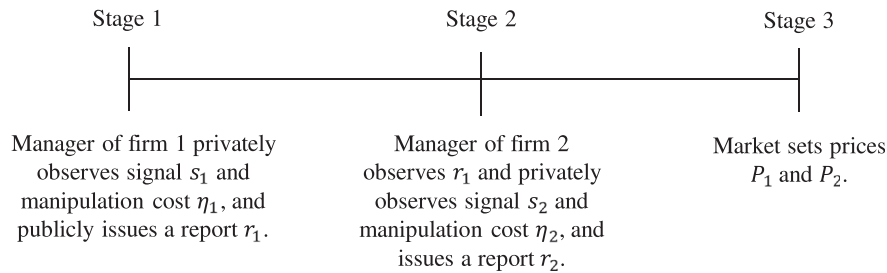 Stage 1
Stage 2
Stage 3
Manager of firm 1 privately
observes signal s₁ and
manipulation cost η₁, and
publicly issues a report r₁.
Manager of firm 2
observes r₁ and privately
observes signal s₂ and
manipulation cost η₂, and
issues a report r₂.
Market sets prices
P₁ and P₂.